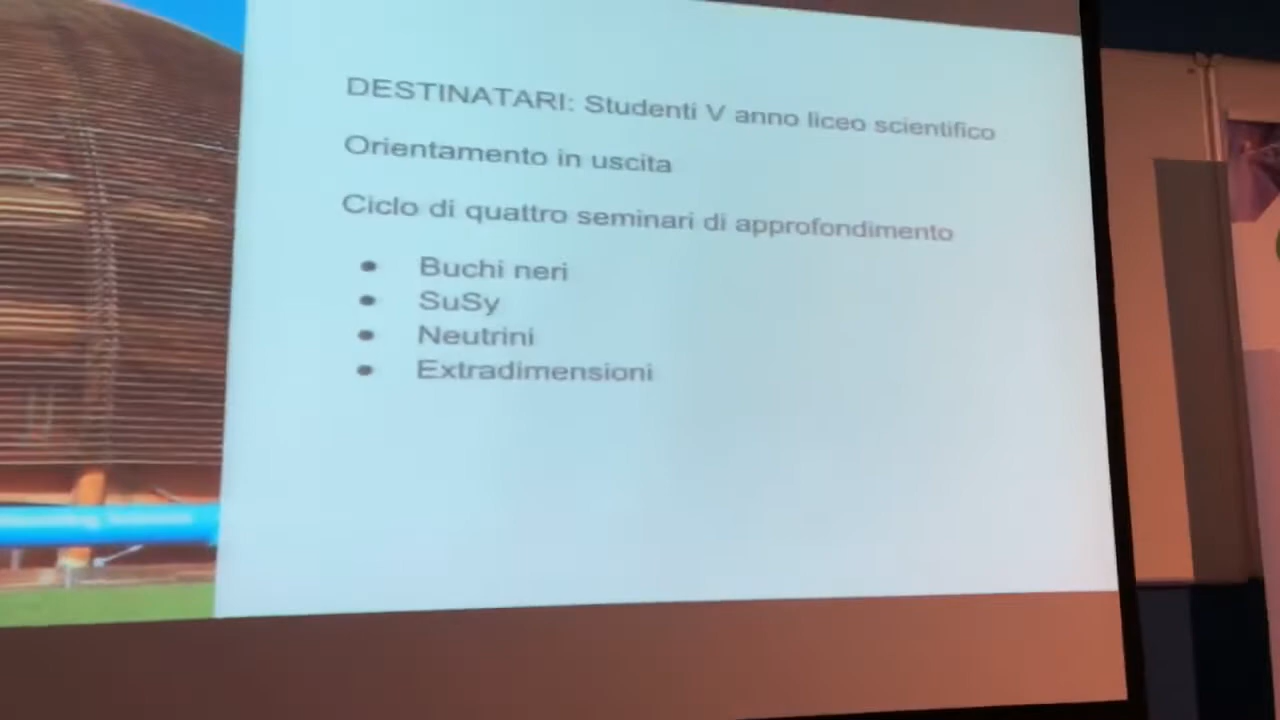 DESTINATARI: Studenti V anno liceo scientifico
Orientamento in uscita
Ciclo di quattro seminari di approfondimento
● Buchi neri
● SuSy
● Neutrini
● Extradimensioni